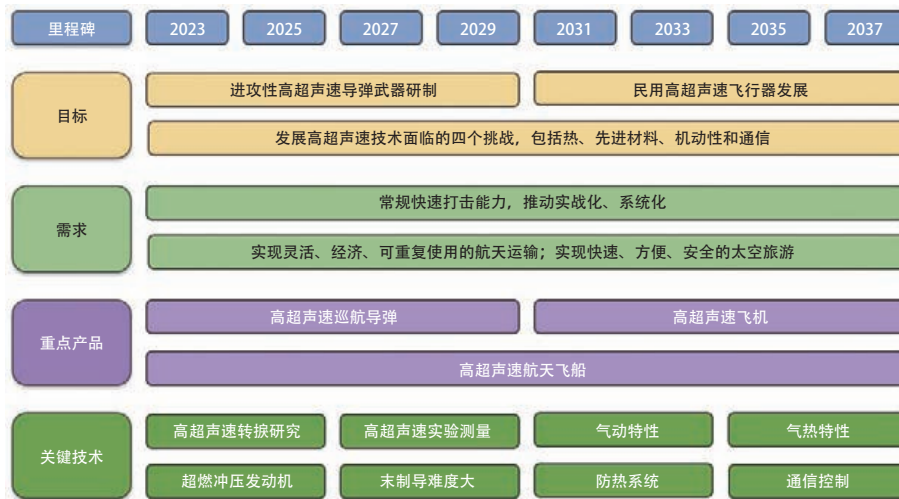 里程碑 2023 2025 2027 2029 2031 2033 2035 2037
目标
进攻性高超声速导弹武器研制 民用高超声速飞行器发展
发展高超声速技术面临的四个挑战，包括热、先进材料、机动性和通信
需求
常规快速打击能力，推动实战化、系统化
实现灵活、经济、可重复使用的航天运输；实现快速、方便、安全的太空旅游
重点产品
高超声速巡航导弹 高超声速飞机
高超声速航天飞船
关键技术
高超声速转捩研究 高超声速实验测量 气动特性 气热特性
超燃冲压发动机 末制导难度大 防热系统 通信控制